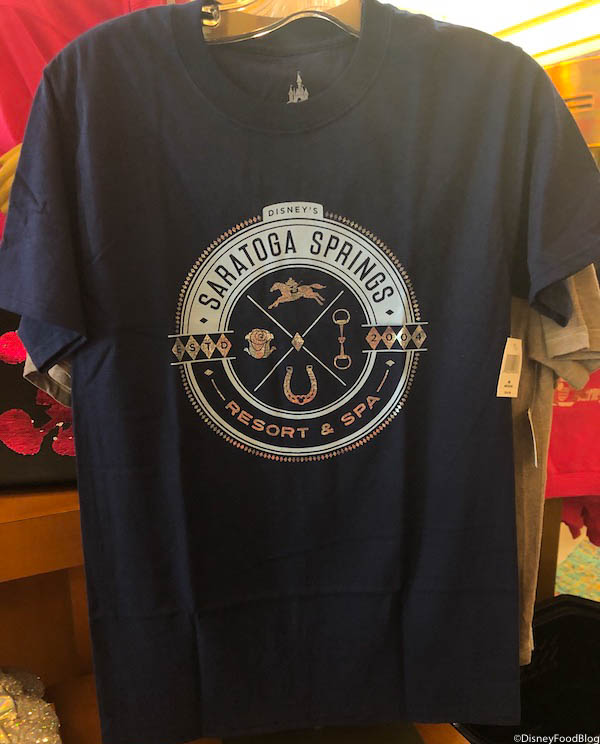 DISNEY'S
SARATOGA SPRINGS
ESTD 2004
RESORT & SPA
©DisneyFoodBlog